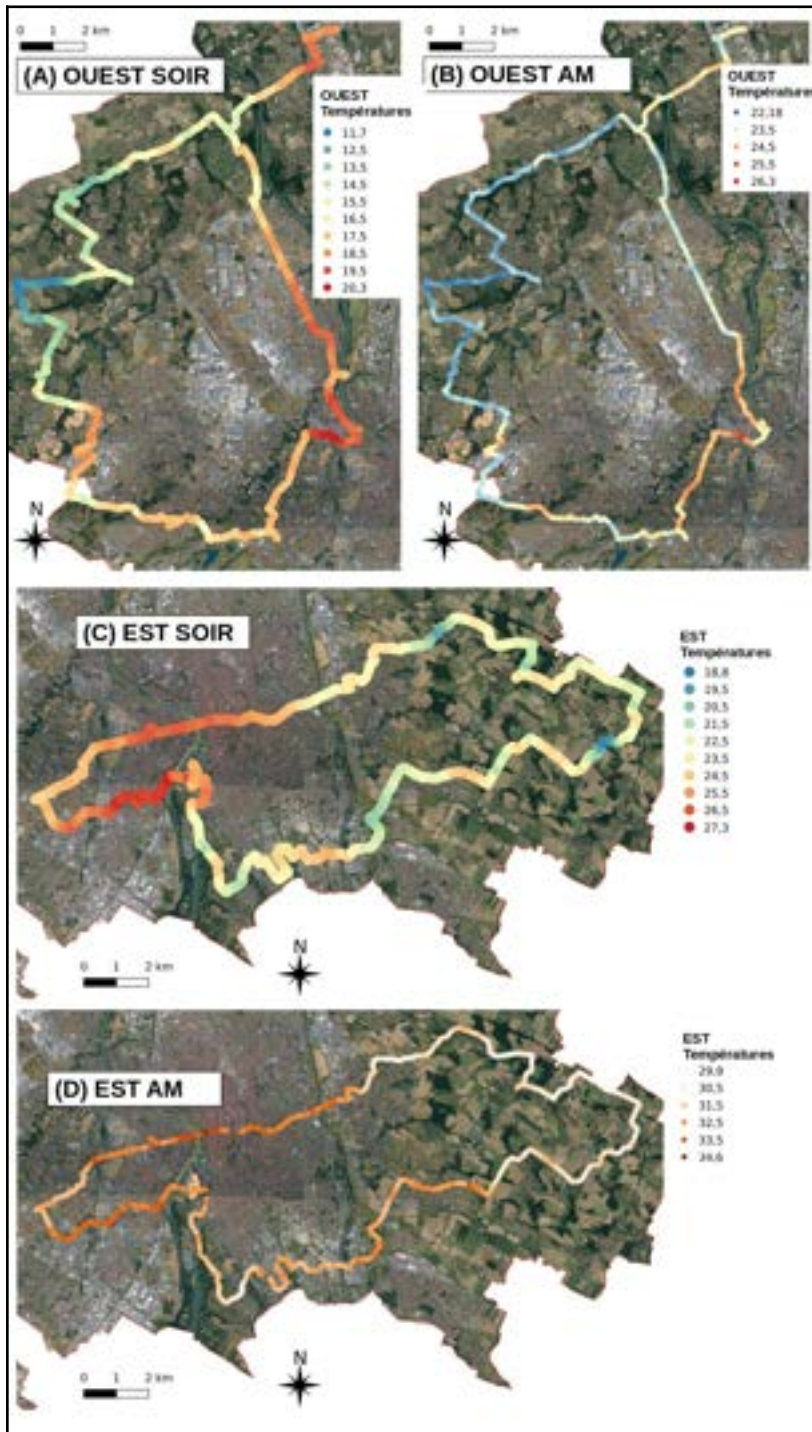 0 1 2 km
(A) OUEST SOIR
OUEST
Températures
11,7
12,5
13,5
14,5
15,5
16,5
17,5
18,5
19,5
20,3
N
0 1 2 km
(B) OUEST AM
OUEST
Températures
22,18
23,5
24,5
25,5
26,3
N
(C) EST SOIR
EST
Températures
18,8
19,5
20,5
21,5
22,5
23,5
24,5
25,5
26,5
27,3
N
0 1 2 km
(D) EST AM
EST
Températures
29,9
30,5
31,5
32,5
33,5
34,6
N
0 1 2 km